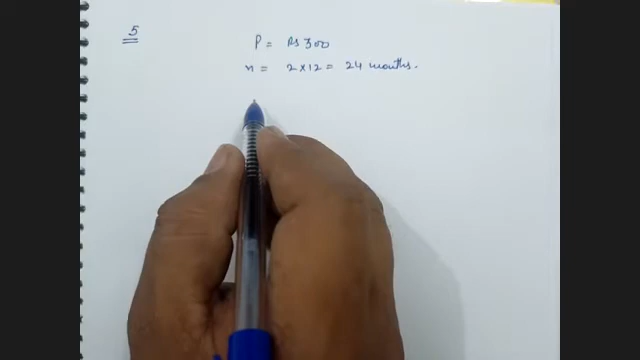 5
P = Rs 300
n = 2 × 12 = 24 months.